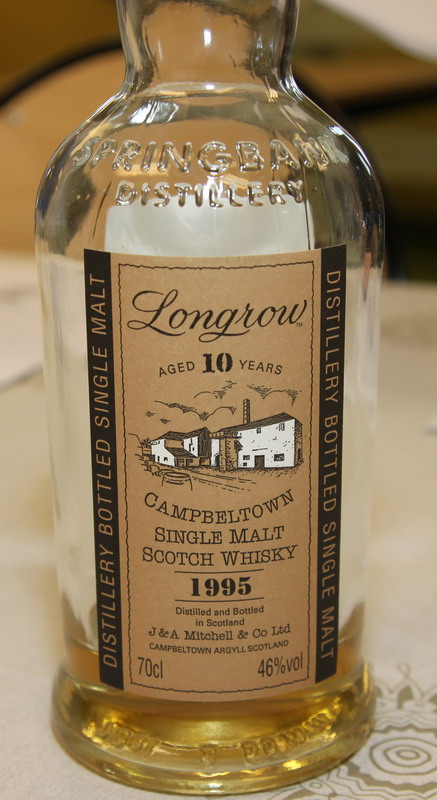 SPRINGBANK
DISTILLERY
DISTILLERY BOTTLED SINGLE MALT
Longrow™
AGED 10 YEARS
CAMPBELTOWN
SINGLE MALT
SCOTCH WHISKY
1995
Distilled and Bottled
in Scotland
J & A Mitchell & Co Ltd
CAMPBELTOWN ARGYLL SCOTLAND
70cl 46%vol
DISTILLERY BOTTLED SINGLE MALT